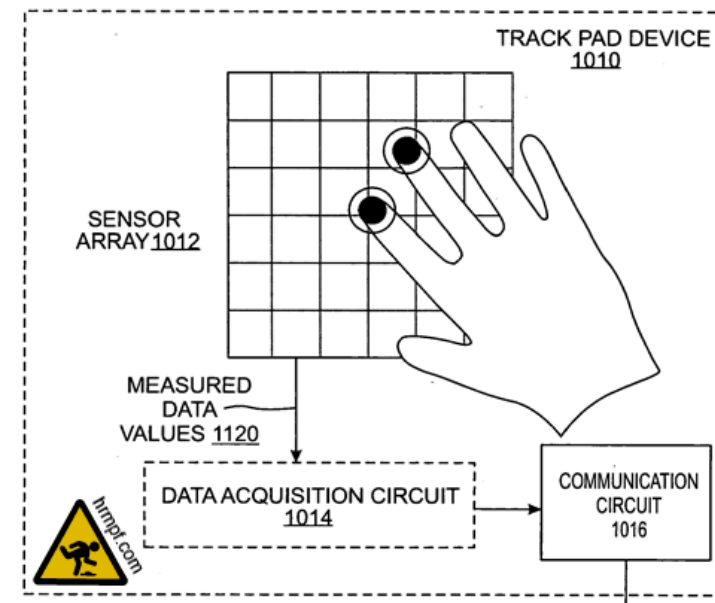 TRACK PAD DEVICE
1010
SENSOR
ARRAY 1012
MEASURED
DATA
VALUES 1120
DATA ACQUISITION CIRCUIT
1014
COMMUNICATION
CIRCUIT
1016
hrmpf.com